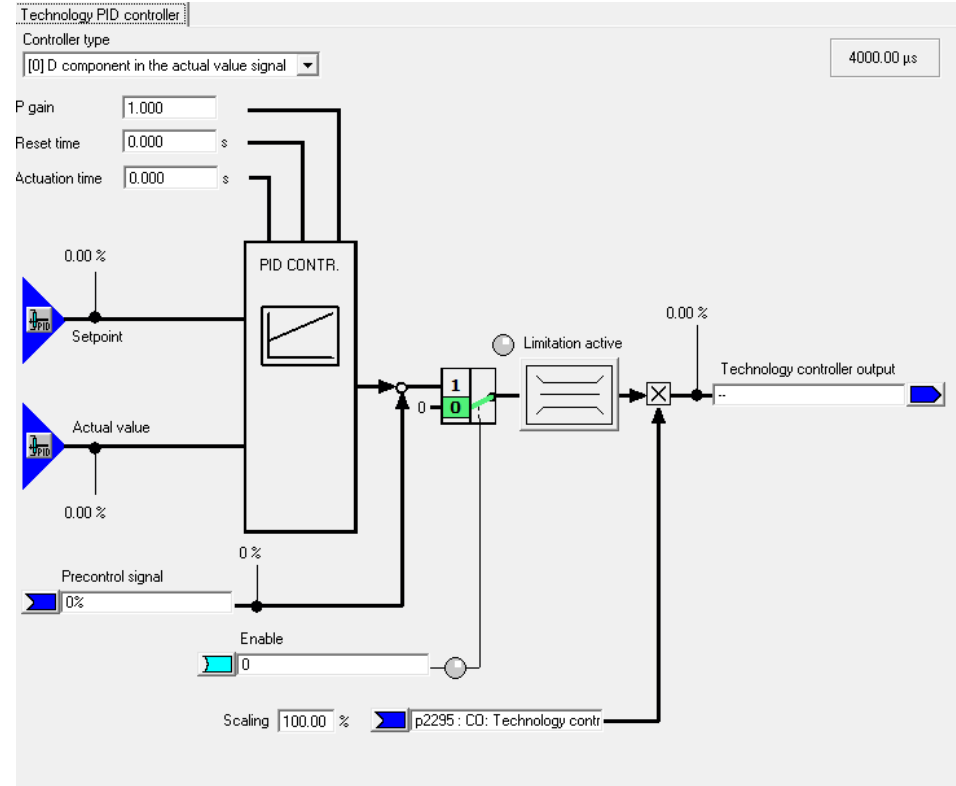 Technology PID controller
Controller type
[0] D component in the actual value signal
4000.00 µs
P gain
1.000
Reset time
0.000
s
Actuation time
0.000
s
0.00 %
PID CONTR.
PID
Setpoint
0.00 %
Limitation active
Technology controller output
1
0
0
--
Actual value
PID
0.00 %
0 %
Precontrol signal
0%
Enable
0
Scaling
100.00
%
p2295 : CO: Technology contr